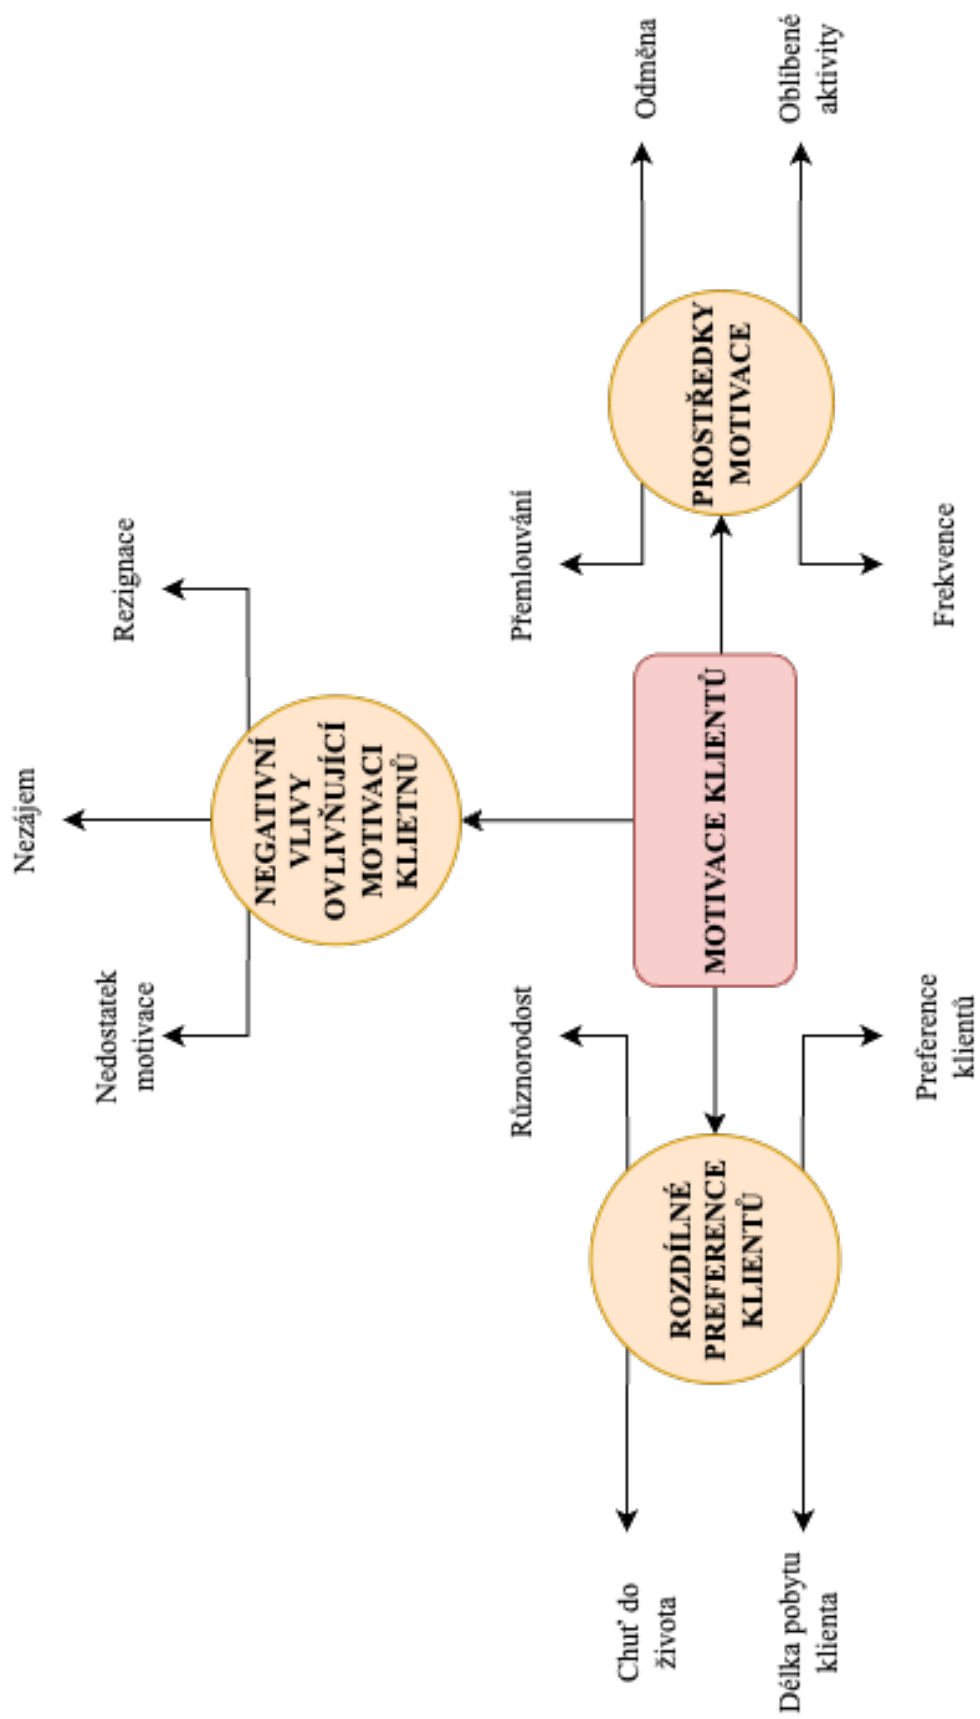 Nezájem
Nedostatek
motivace
Rezignace
NEGATIVNÍ
VLIVY
OVLIVŇUJÍCÍ
MOTIVACI
KLIETNŮ
Různorodost
Přemlouvání
Chuť do
života
Odměna
ROZDÍLNÉ
PREFERENCE
KLIENTŮ
MOTIVACE KLIENTŮ
PROSTŘEDKY
MOTIVACE
Délka pobytu
klienta
Oblíbené
aktivity
Preference
klientů
Frekvence